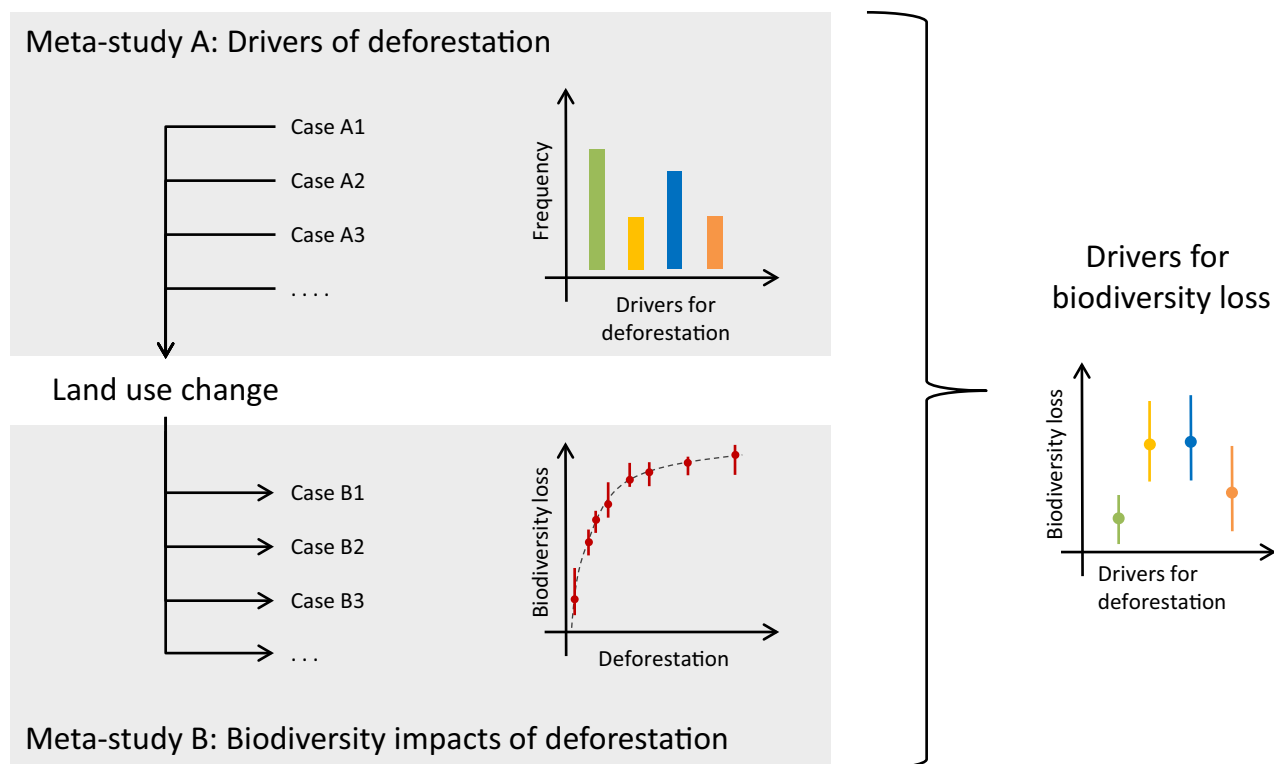 Meta-study A: Drivers of deforestation
Case A1
Case A2
Case A3
. . . .
Frequency
Drivers for
deforestation
Land use change
Case B1
Case B2
Case B3
. . .
Biodiversity loss
Deforestation
Meta-study B: Biodiversity impacts of deforestation
Drivers for
biodiversity loss
Biodiversity loss
Drivers for
deforestation